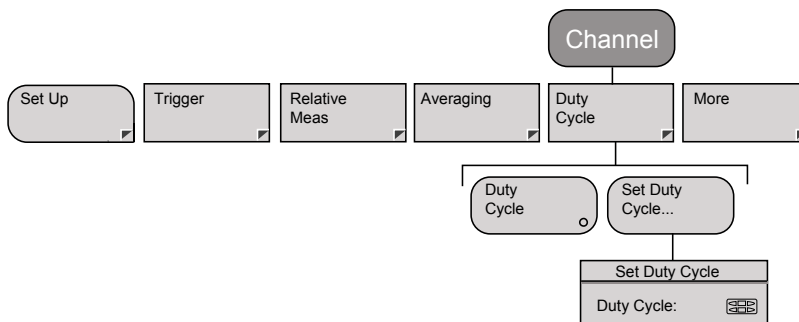 Channel
Set Up
Trigger
Relative
Meas
Averaging
Duty
Cycle
More
Duty
Cycle
Set Duty
Cycle...
Set Duty Cycle
Duty Cycle: